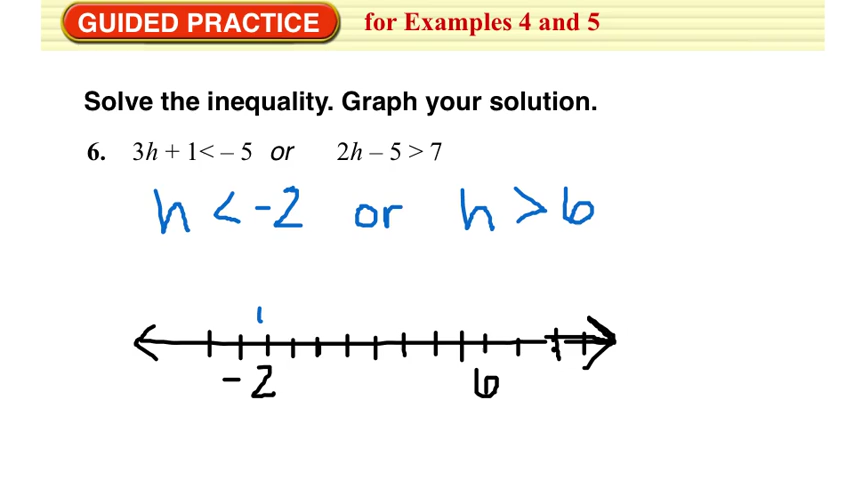 GUIDED PRACTICE for Examples 4 and 5
Solve the inequality. Graph your solution.
6. 3h + 1< – 5 or 2h – 5 > 7
h < -2 or h > 6
-2 6